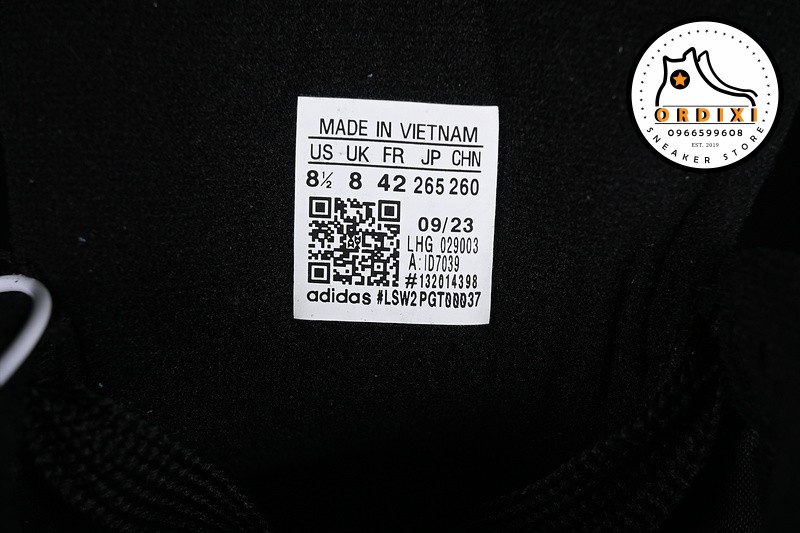 MADE IN VIETNAM
US UK FR JP CHN
8½ 8 42 265 260
09/23
LHG 029003
A: ID7039
#132614398
adidas #LSW2PGT00037
ORDIXI
0966599608
EST. 2019
SNEAKER STORE